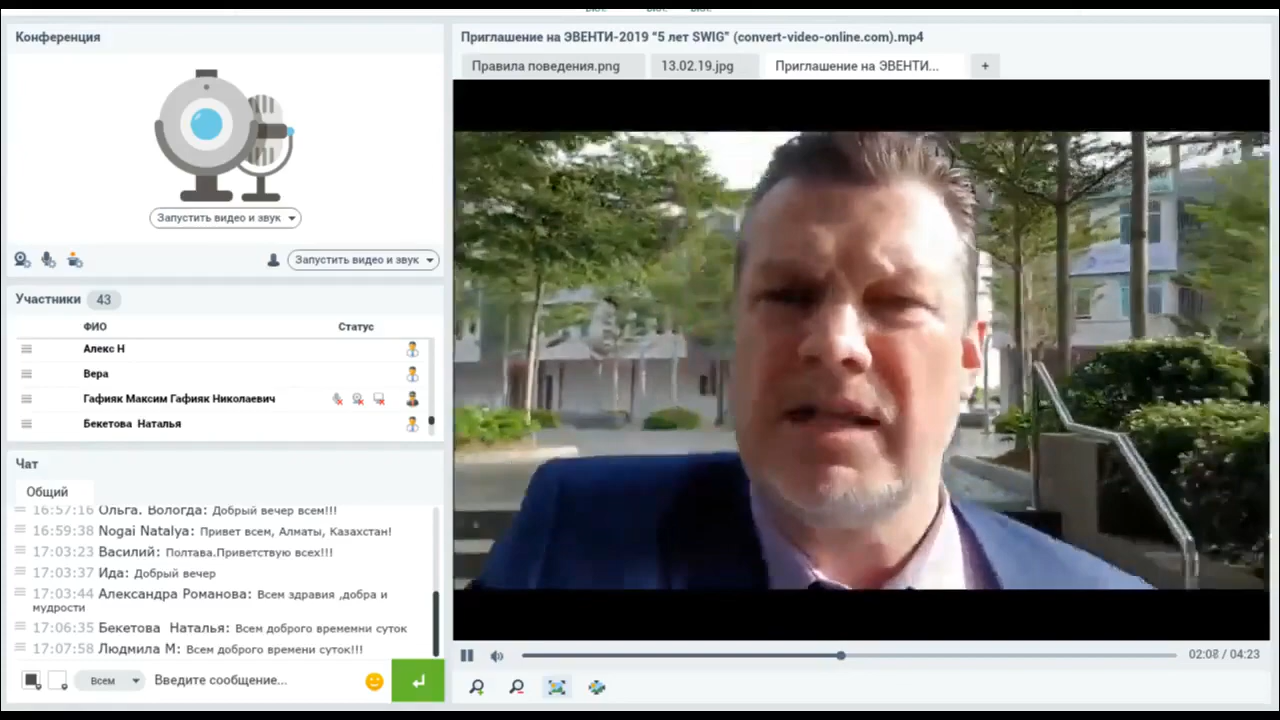 Конференция
Запустить видео и звук
Запустить видео и звук
Участники 43
ФИО Статус
Алекс Н
Вера
Гафияк Максим Гафияк Николаевич
Бекетова Наталья
Чат
Общий
16:57:16 Ольга. Вологда: Добрый вечер всем!!!
16:59:38 Nogai Natalya: Привет всем, Алматы, Казахстан!
17:03:23 Василий: Полтава.Приветствую всех!!!
17:03:37 Ида: Добрый вечер
17:03:44 Александра Романова: Всем здравия ,добра и
мудрости
17:06:35 Бекетова Наталья: Всем доброго времемни суток
17:07:58 Людмила М: Всем доброго времени суток!!!
Всем Введите сообщение...
Приглашение на ЭВЕНТИ-2019 "5 лет SWIG" (convert-video-online.com).mp4
Правила поведения.png 13.02.19.jpg Приглашение на ЭВЕНТИ... +
02:08 / 04:23